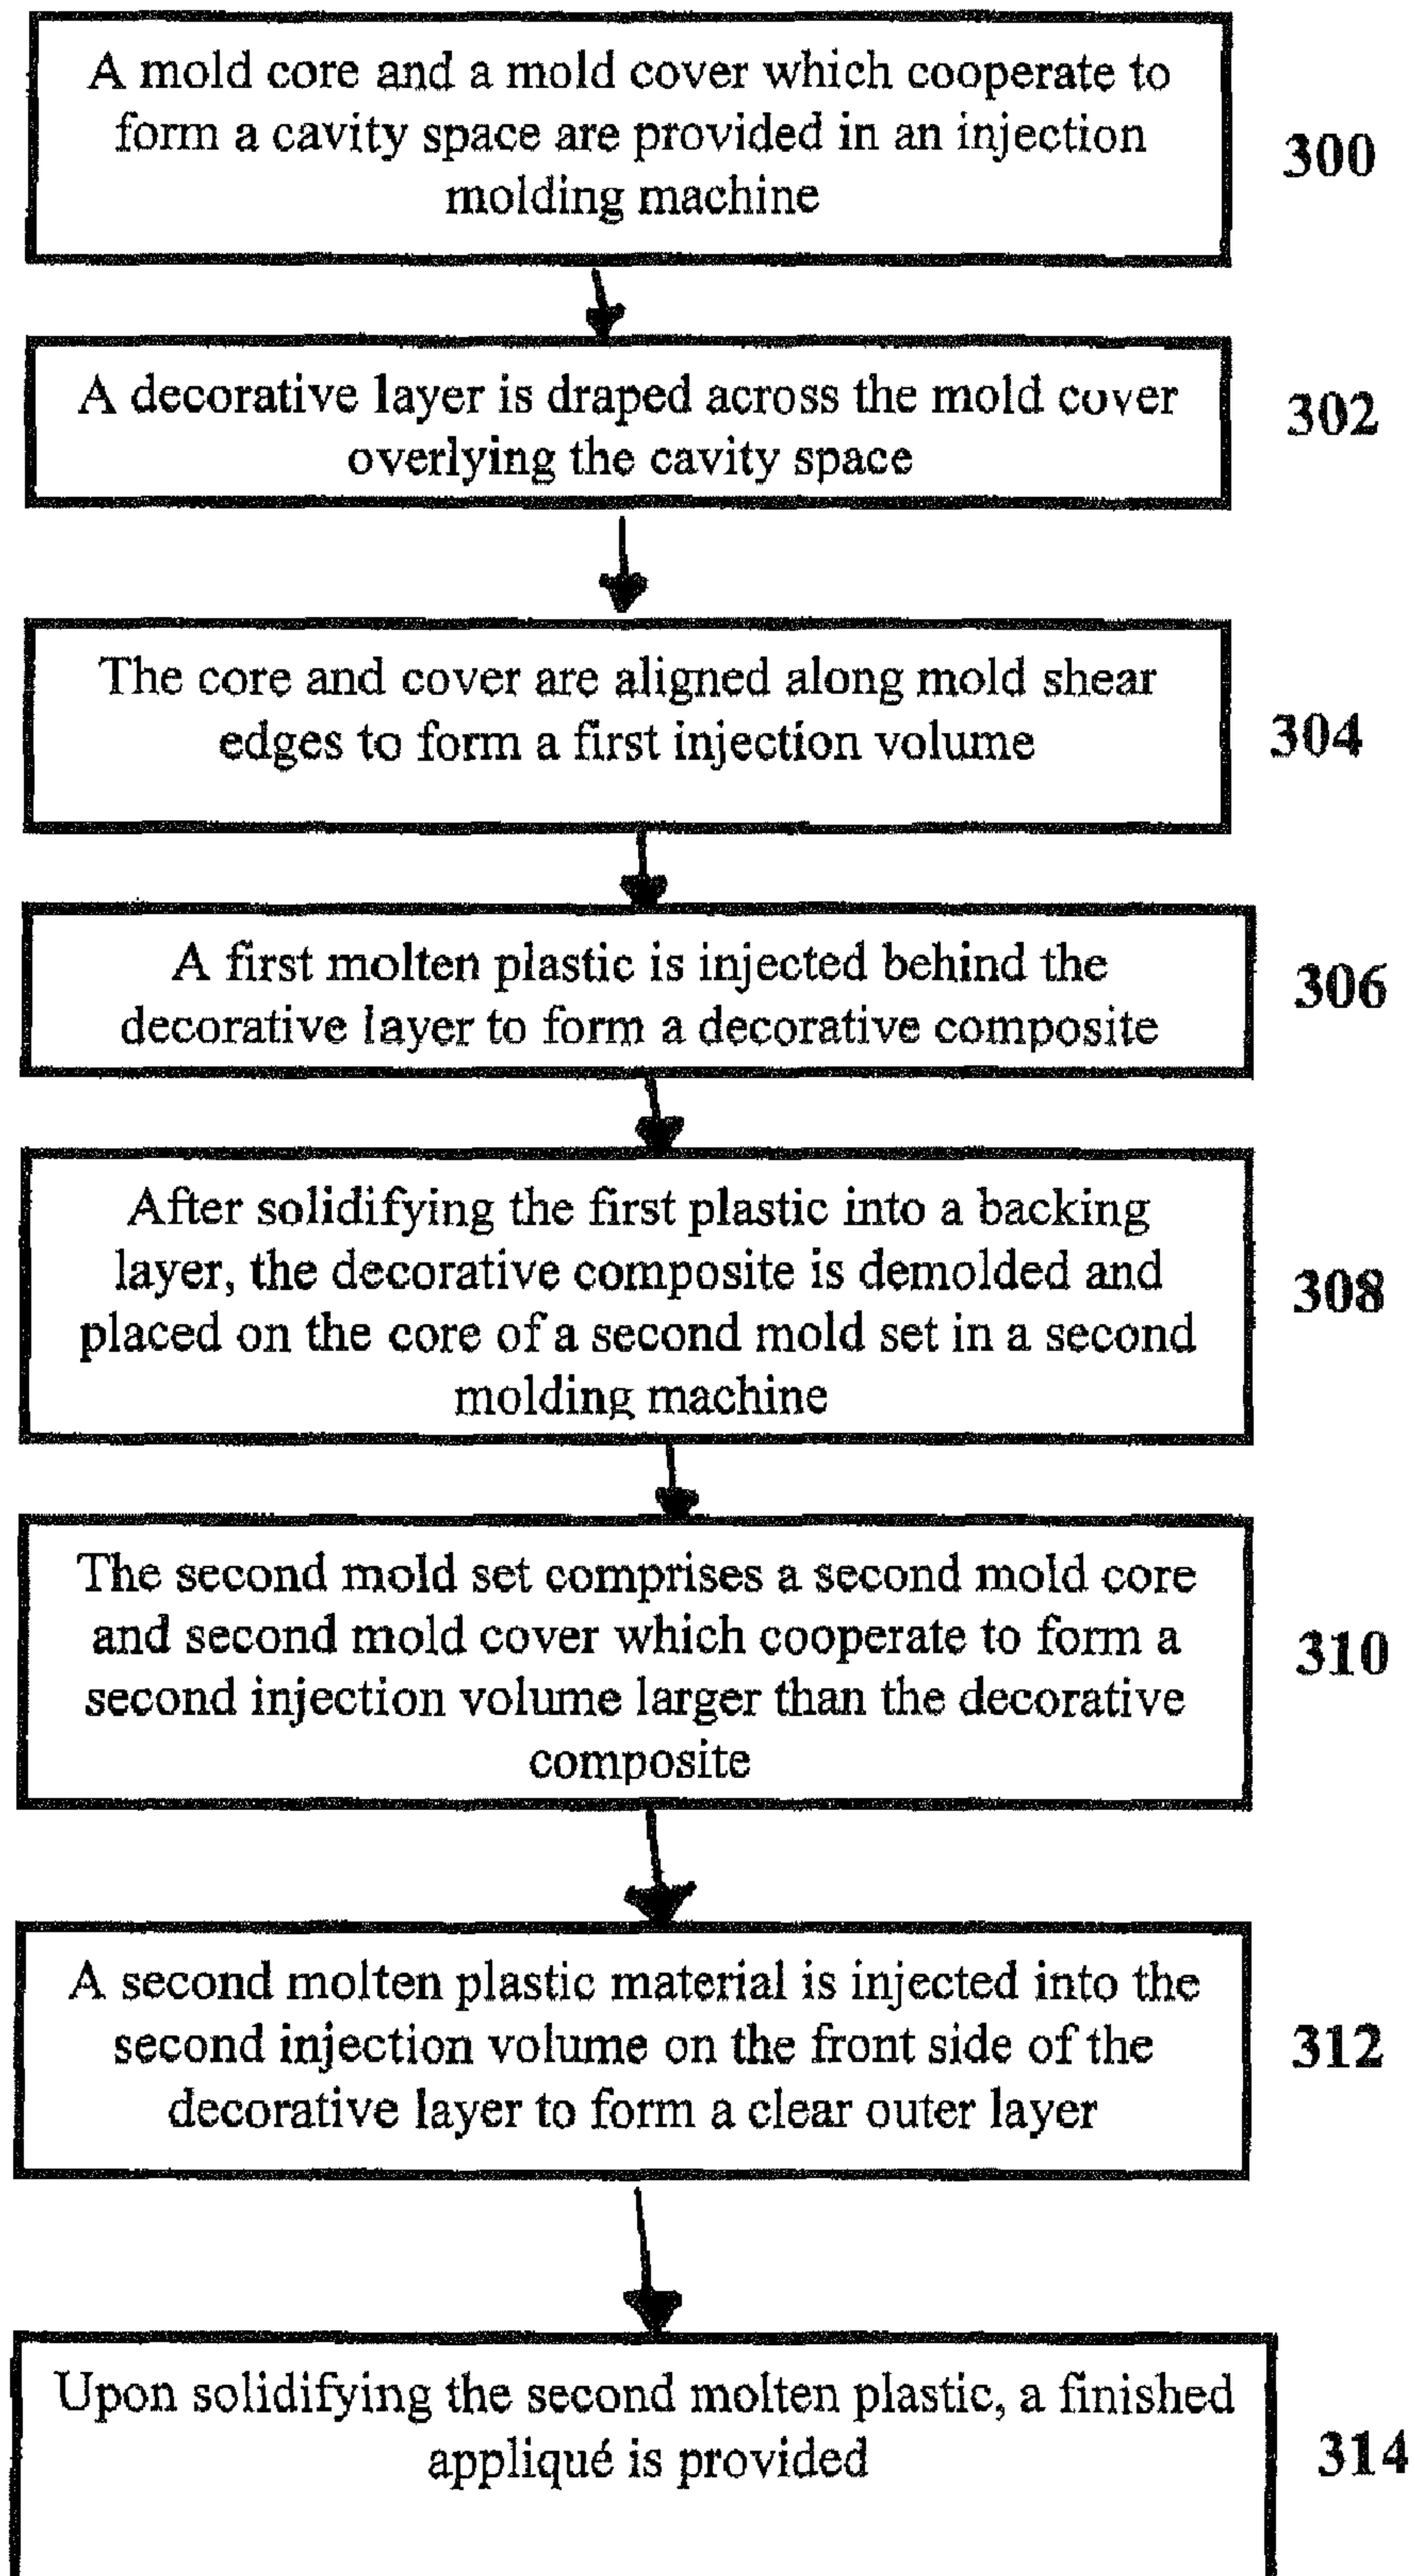 A mold core and a mold cover which cooperate to
form a cavity space are provided in an injection
molding machine
300
A decorative layer is draped across the mold cover
overlying the cavity space
302
The core and cover are aligned along mold shear
edges to form a first injection volume
304
A first molten plastic is injected behind the
decorative layer to form a decorative composite
306
After solidifying the first plastic into a backing
layer, the decorative composite is demolded and
placed on the core of a second mold set in a second
molding machine
308
The second mold set comprises a second mold core
and second mold cover which cooperate to form a
second injection volume larger than the decorative
composite
310
A second molten plastic material is injected into the
second injection volume on the front side of the
decorative layer to form a clear outer layer
312
Upon solidifying the second molten plastic, a finished
appliqué is provided
314